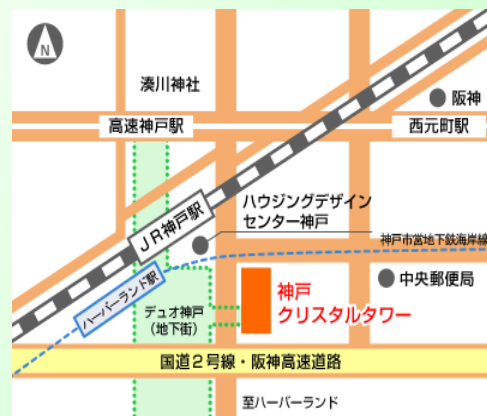 N
湊川神社
阪神
高速神戸駅
西元町駅
JR神戸駅
ハウジングデザイン
センター神戸
神戸市営地下鉄海岸線
ハーバーランド駅
中央郵便局
神戸
クリスタルタワー
デュオ神戸
(地下街)
国道2号線・阪神高速道路
至ハーバーランド